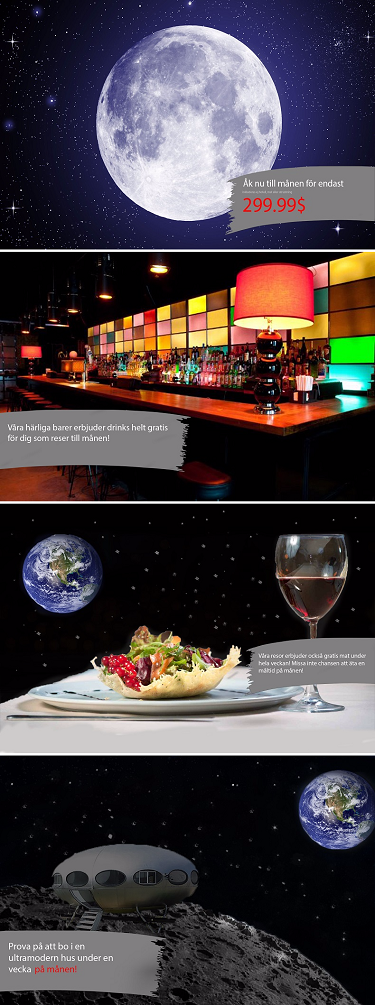 Åk nu till månen för endast
299.99$
Våra härliga barer erbjuder drinks helt gratis
för dig som reser till månen!
Våra resor erbjuder också gratis mat under
hela veckan! Missa inte chansen att äta en
måltid på månen!
Prova på att bo i en
ultramodern hus under en
vecka på månen!